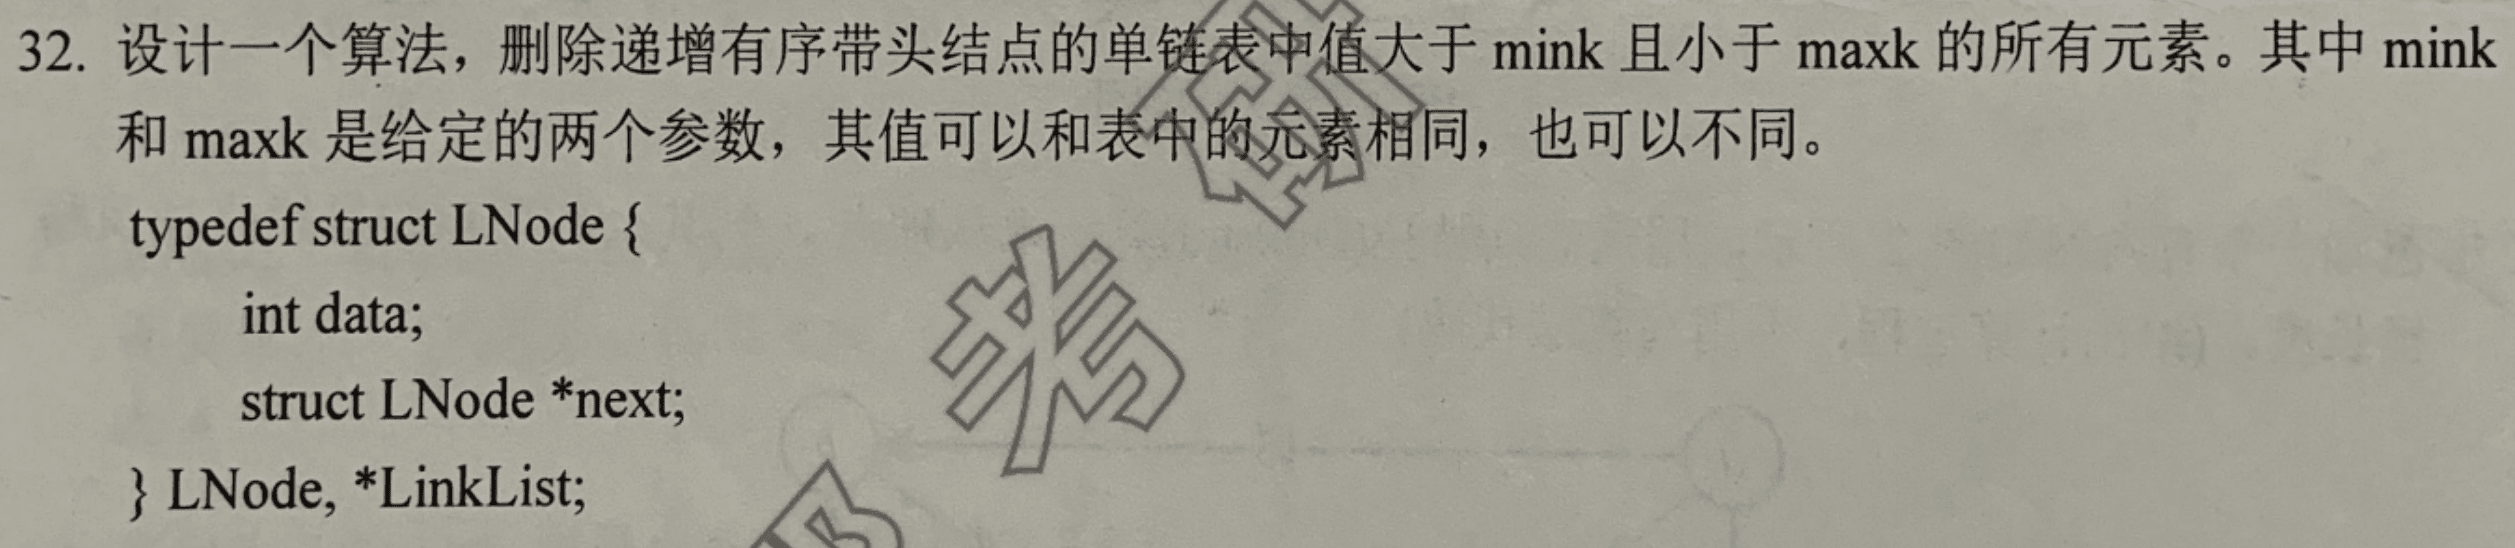 32. 设计一个算法，删除递增有序带头结点的单链表中值大于 mink 且小于 maxk 的所有元素。其中 mink
和 maxk 是给定的两个参数，其值可以和表中的元素相同，也可以不同。
typedef struct LNode {
int data;
struct LNode *next;
} LNode, *LinkList;
考